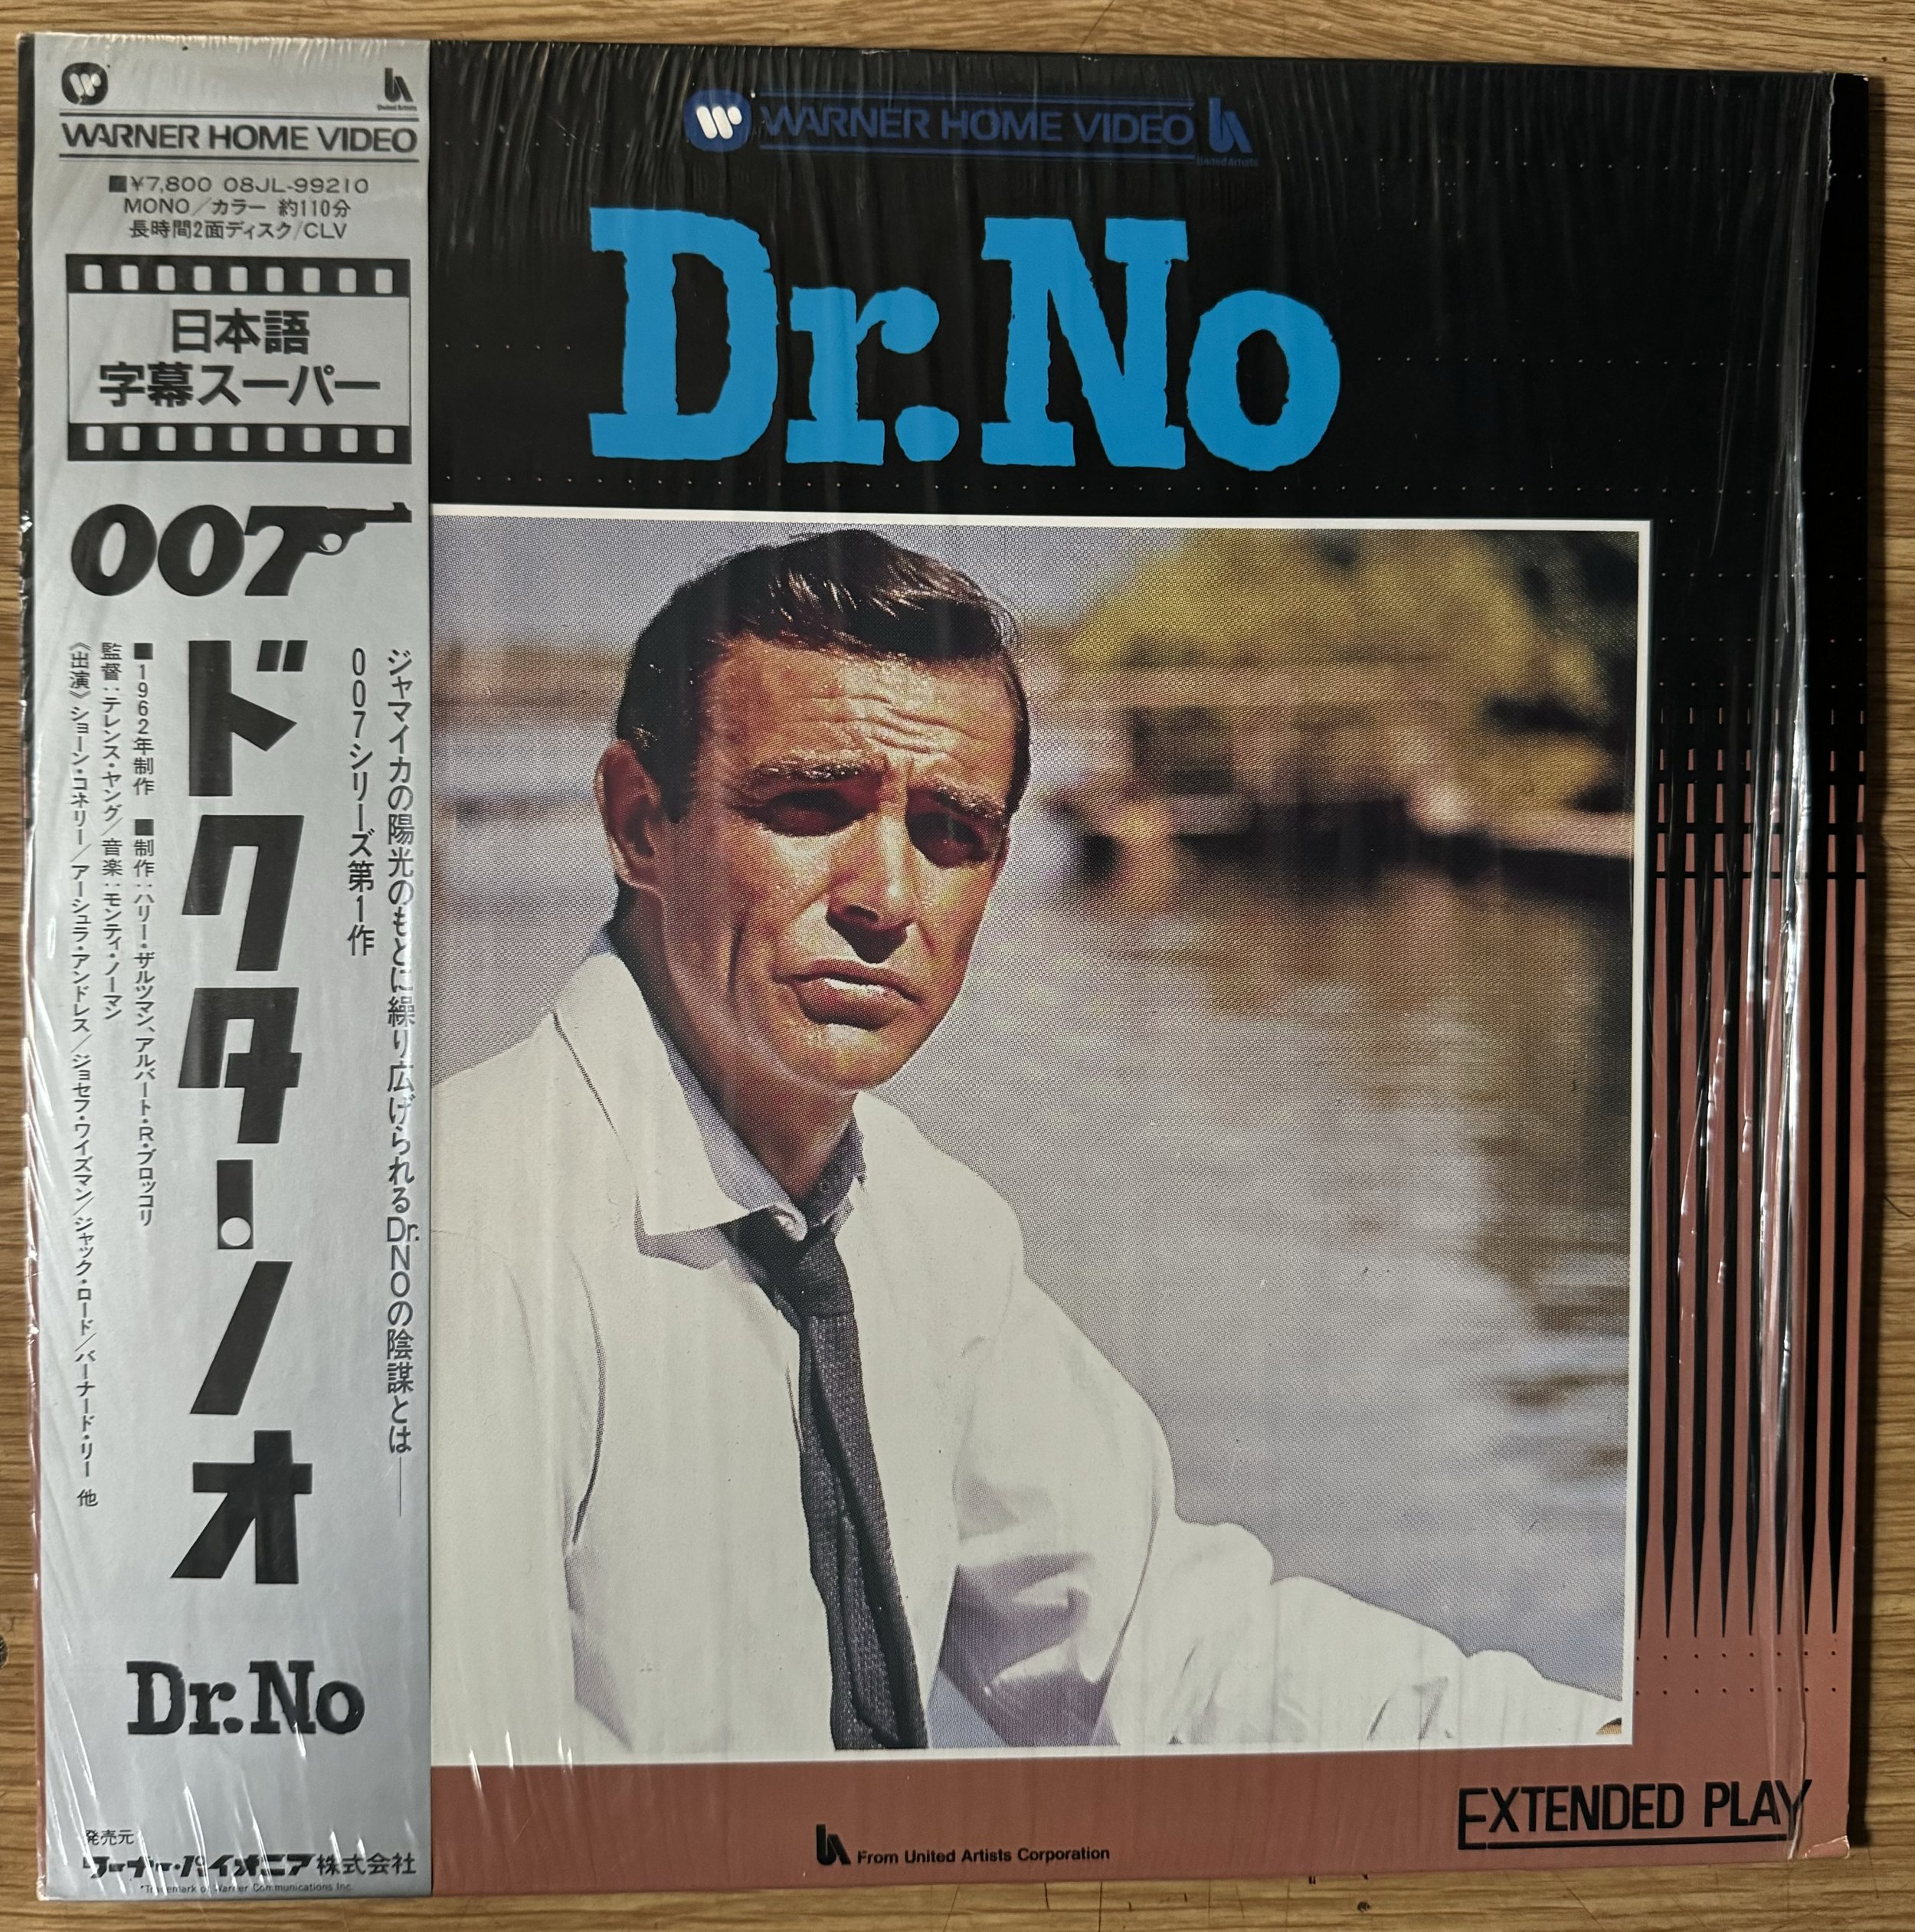 WARNER HOME VIDEO
United Artists
■¥7,800 08JL-99210
MONO/カラー 約110分
長時間2面ディスク/CLV
日本語
字幕スーパー
007
ジャマイカの陽光のもとに繰り広げられるDr.NOの陰謀とは——
007シリーズ第1作
ドクター・ノオ
■1962年制作 ■制作:ハリー・ザルツマン、アルバート・R・ブロッコリ
監督:テレンス・ヤング/音楽:モンティ・ノーマン
《出演》ショーン・コネリー/アーシュラ・アンドレス/ジョセフ・ワイズマン/ジャック・ロード/バーナード・リー 他
Dr.No
発売元
ワーナー・パイオニア株式会社
*Trademark of Warner Communications Inc.
WARNER HOME VIDEO
United Artists
Dr.No
EXTENDED PLAY
From United Artists Corporation